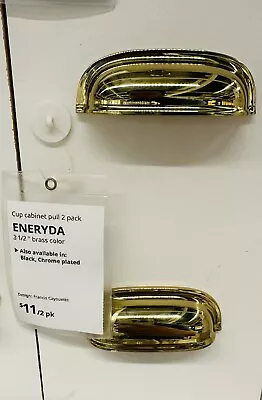 Cup cabinet pull 2 pack
ENERYDA
3 1/2 " brass color
▶ Also available in:
Black, Chrome plated
Design: Francis Cayouette
$11/2 pk